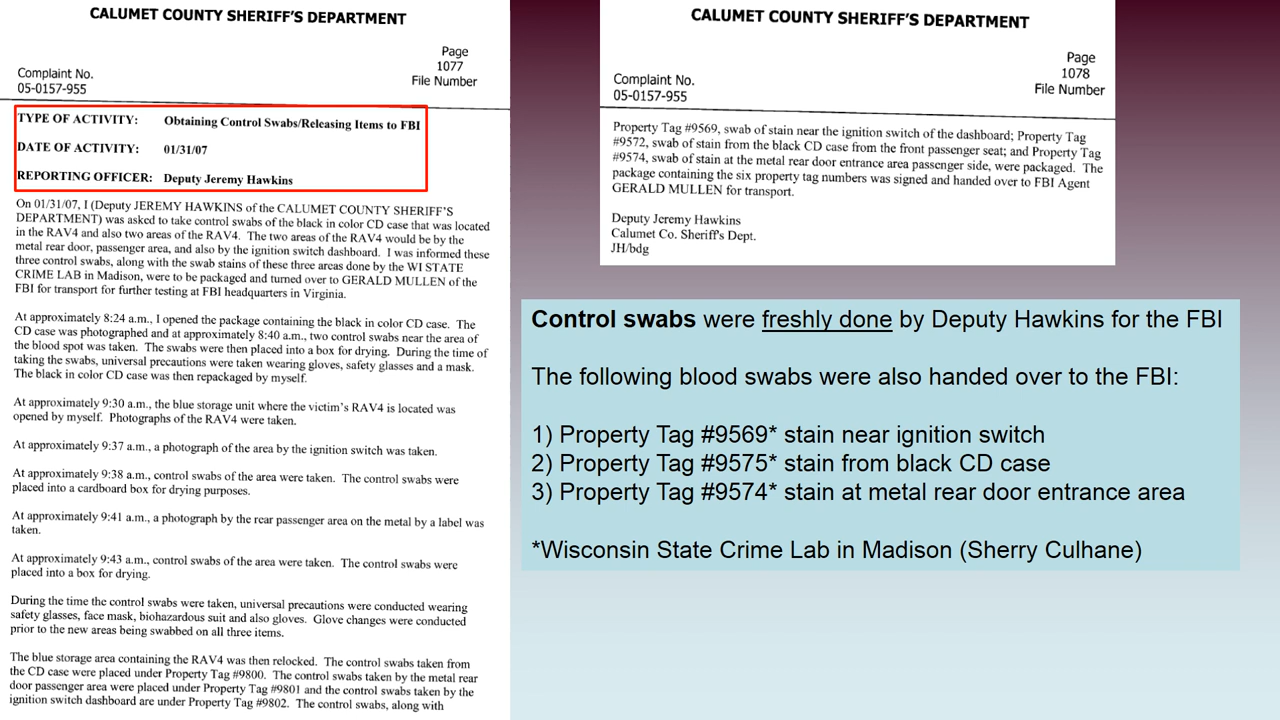 CALUMET COUNTY SHERIFF'S DEPARTMENT
Page
1077
Complaint No.
File Number
05-0157-955
TYPE OF ACTIVITY: Obtaining Control Swabs/Releasing Items to FBI
DATE OF ACTIVITY: 01/31/07
REPORTING OFFICER: Deputy Jeremy Hawkins
On 01/31/07, I (Deputy JEREMY HAWKINS of the CALUMET COUNTY SHERIFF'S
DEPARTMENT) was asked to take control swabs of the black in color CD case that was located
in the RAV4 and also two areas of the RAV4. The two areas of the RAV4 would be by the
metal rear door, passenger area, and also by the ignition switch dashboard. I was informed these
three control swabs, along with the swab stains of these three areas done by the WI STATE
CRIME LAB in Madison, were to be packaged and turned over to GERALD MULLEN of the
FBI for transport for further testing at FBI headquarters in Virginia.
At approximately 8:24 a.m., I opened the package containing the black in color CD case. The
CD case was photographed and at approximately 8:40 a.m., two control swabs near the area of
the blood spot was taken. The swabs were then placed into a box for drying. During the time of
taking the swabs, universal precautions were taken wearing gloves, safety glasses and a mask.
The black in color CD case was then repackaged by myself.
At approximately 9:30 a.m., the blue storage unit where the victim's RAV4 is located was
opened by myself. Photographs of the RAV4 were taken.
At approximately 9:37 a.m., a photograph of the area by the ignition switch was taken.
At approximately 9:38 a.m., control swabs of the area were taken. The control swabs were
placed into a cardboard box for drying purposes.
At approximately 9:41 a.m., a photograph by the rear passenger area on the metal by a label was
taken.
At approximately 9:43 a.m., control swabs of the area were taken. The control swabs were
placed into a box for drying.
During the time the control swabs were taken, universal precautions were conducted wearing
safety glasses, face mask, biohazardous suit and also gloves. Glove changes were conducted
prior to the new areas being swabbed on all three items.
The blue storage area containing the RAV4 was then relocked. The control swabs taken from
the CD case were placed under Property Tag #9800. The control swabs taken by the metal rear
door passenger area were placed under Property Tag #9801 and the control swabs taken by the
ignition switch dashboard are under Property Tag #9802. The control swabs, along with
CALUMET COUNTY SHERIFF'S DEPARTMENT
Page
1078
Complaint No.
File Number
05-0157-955
Property Tag #9569, swab of stain near the ignition switch of the dashboard; Property Tag
#9572, swab of stain from the black CD case from the front passenger seat; and Property Tag
#9574, swab of stain at the metal rear door entrance area passenger side, were packaged. The
package containing the six property tag numbers was signed and handed over to FBI Agent
GERALD MULLEN for transport.
Deputy Jeremy Hawkins
Calumet Co. Sheriff's Dept.
JH/bdg
Control swabs were freshly done by Deputy Hawkins for the FBI
The following blood swabs were also handed over to the FBI:
1) Property Tag #9569* stain near ignition switch
2) Property Tag #9575* stain from black CD case
3) Property Tag #9574* stain at metal rear door entrance area
*Wisconsin State Crime Lab in Madison (Sherry Culhane)